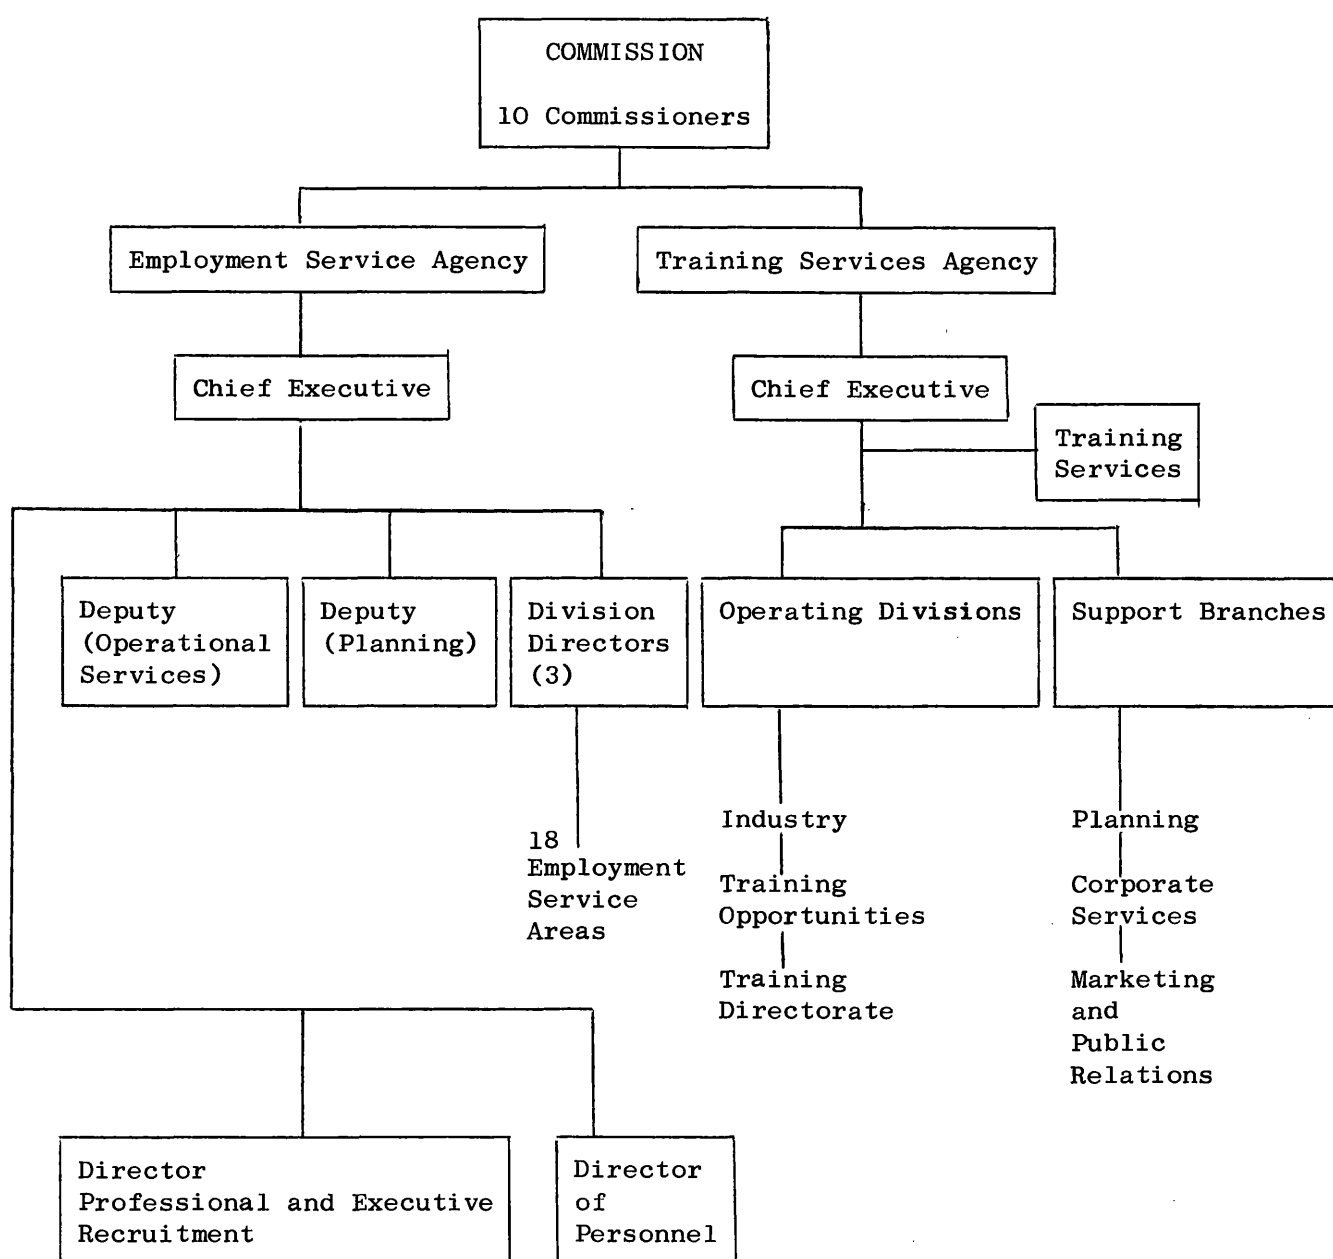 COMMISSION
10 Commissioners
Employment Service Agency
Training Services Agency
Chief Executive
Chief Executive
Training
Services
Deputy
(Operational
Services)
Deputy
(Planning)
Division
Directors
(3)
Operating Divisions
Support Branches
18
Employment
Service
Areas
Industry
Training
Opportunities
Training
Directorate
Planning
Corporate
Services
Marketing
and
Public
Relations
Director
Professional and Executive
Recruitment
Director
of
Personnel